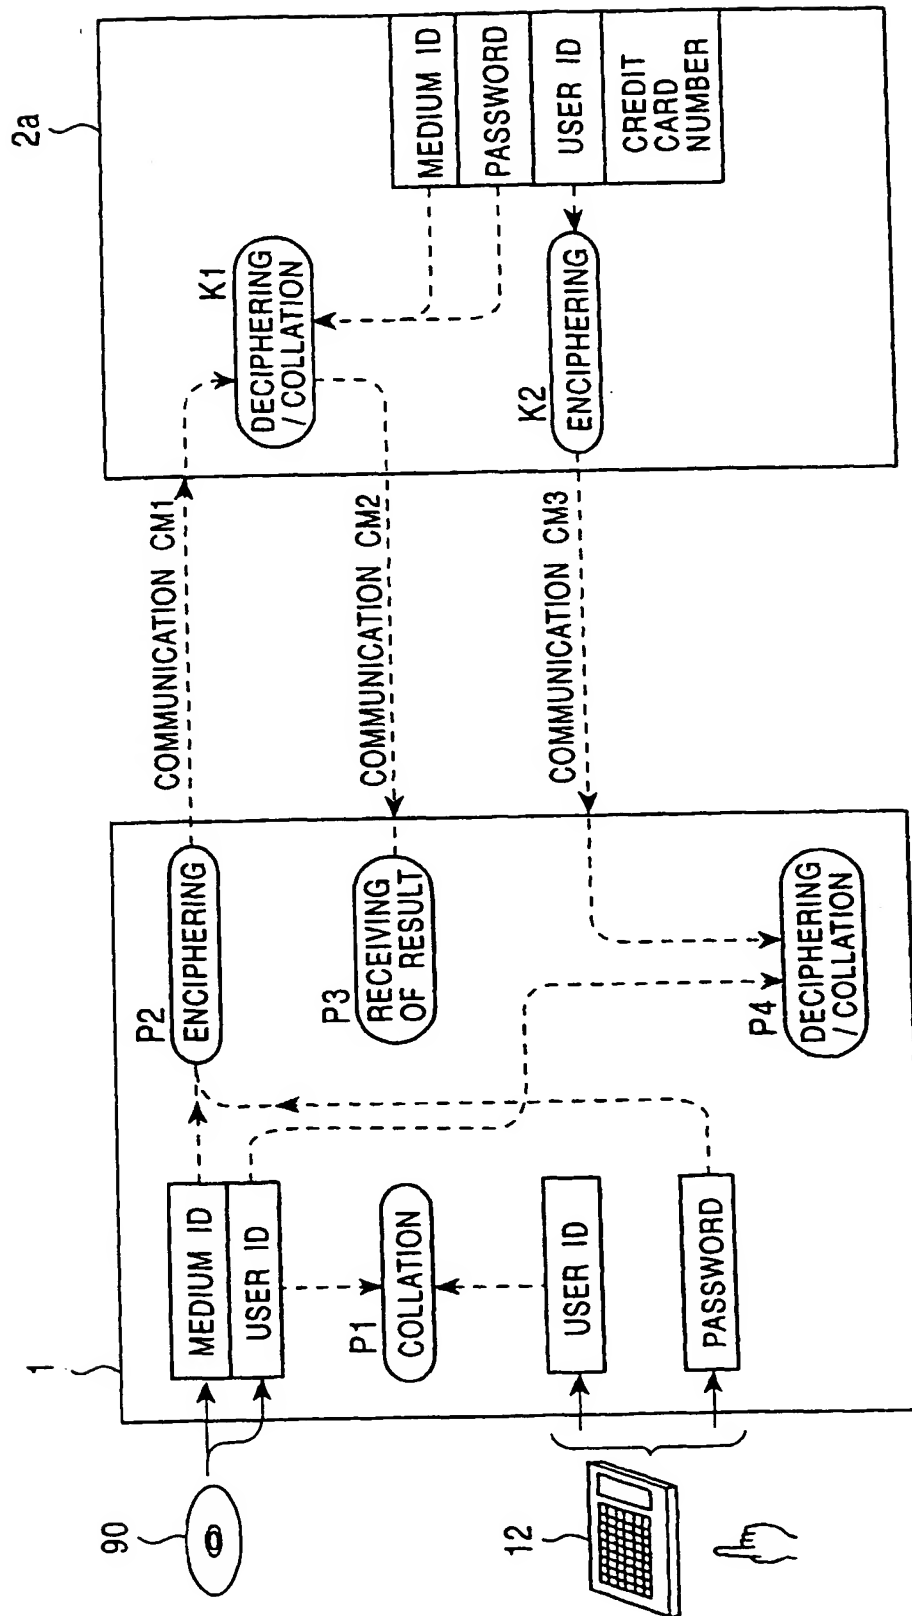 90
12
1
MEDIUM ID
USER ID
P1
COLLATION
USER ID
PASSWORD
P2
ENCIPHERING
P3
RECEIVING
OF RESULT
P4
DECIPHERING
/ COLLATION
COMMUNICATION CM1
COMMUNICATION CM2
COMMUNICATION CM3
2a
K1
DECIPHERING
/ COLLATION
K2
ENCIPHERING
MEDIUM ID
PASSWORD
USER ID
CREDIT
CARD
NUMBER